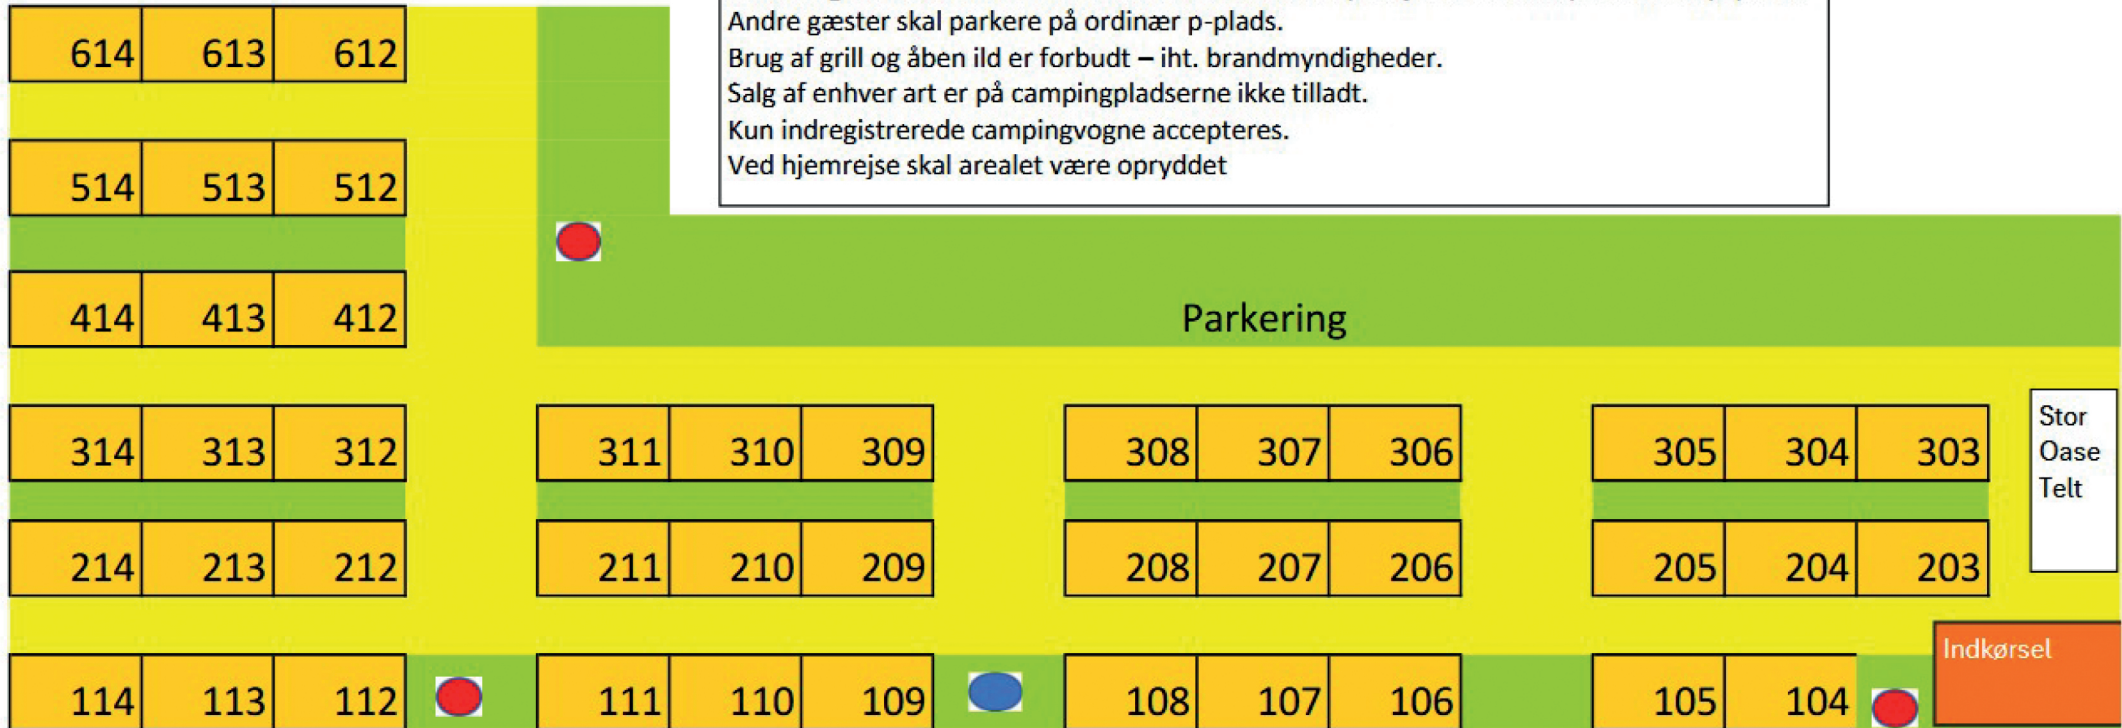 Andre gæster skal parkere på ordinær p-plads.
Brug af grill og åben ild er forbudt – iht. brandmyndigheder.
Salg af enhver art er på campingpladserne ikke tilladt.
Kun indregistrerede campingvogne accepteres.
Ved hjemrejse skal arealet være opryddet
614 613 612
514 513 512
414 413 412
Parkering
314 313 312 311 310 309 308 307 306 305 304 303
Stor
Oase
Telt
214 213 212 211 210 209 208 207 206 205 204 203
Indkørsel
114 113 112 111 110 109 108 107 106 105 104